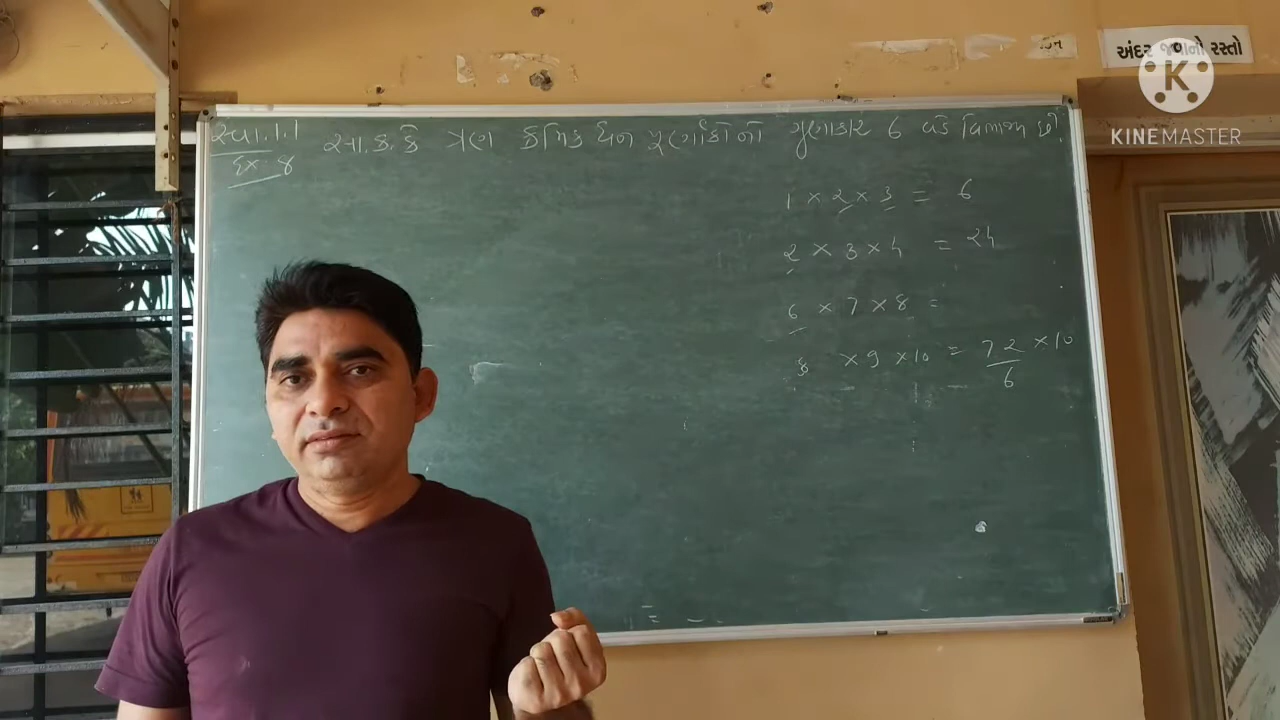 અંદર જવાનો રસ્તો
K
KINEMASTER
સ્વા. 1.1
Ex. 4
સા.ક.કે ત્રણ ક્રમિક ધન પૂર્ણાંકોનો ગુણાકાર 6 વડે વિભાજ્ય છે.
1 × 2 × 3 = 6
2 × 3 × 4 = 24
6 × 7 × 8 =
8 × 9 × 10 = 72 × 10
6